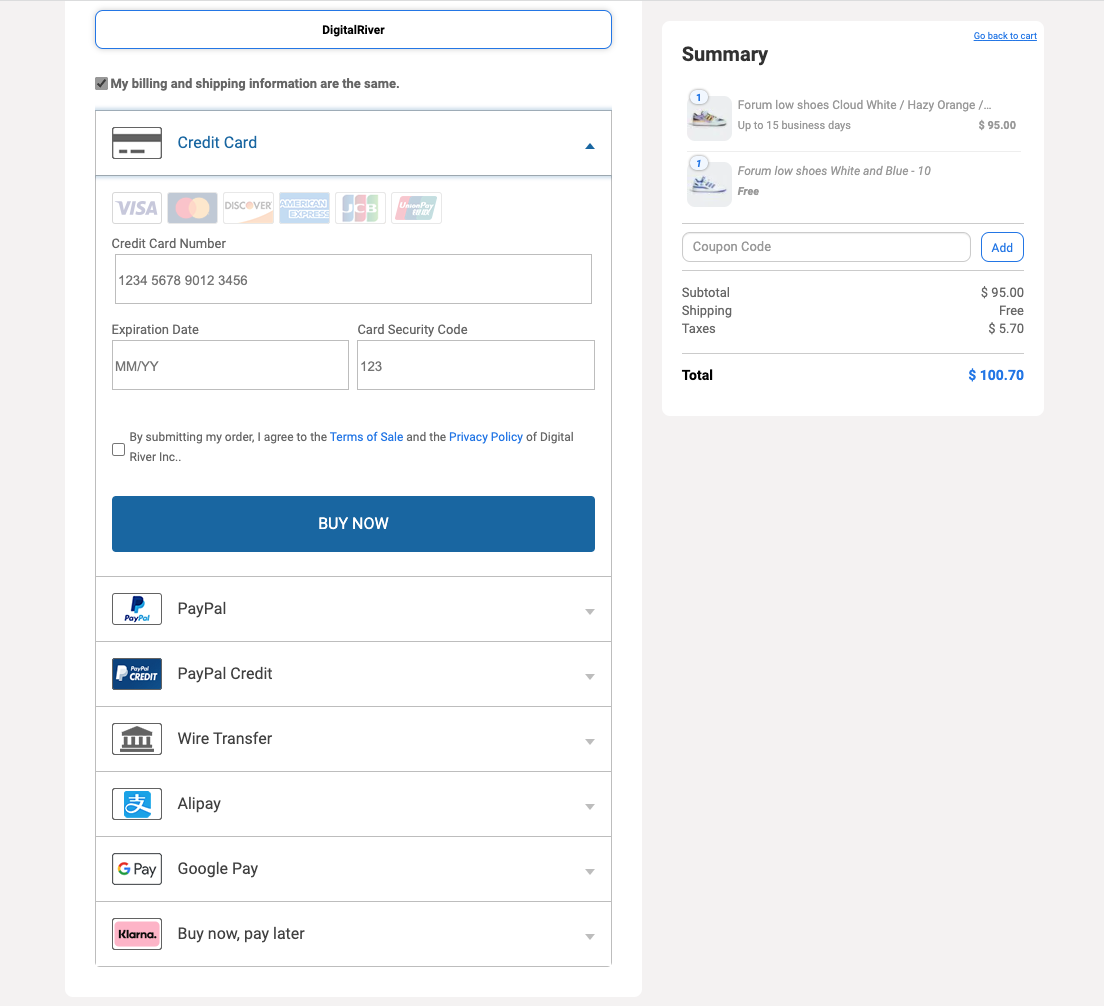 DigitalRiver
My billing and shipping information are the same.
Credit Card
VISA
DISCOVER
AMERICAN
EXPRESS
JCB
UnionPay
银联
Credit Card Number
1234 5678 9012 3456
Expiration Date
Card Security Code
MM/YY
123
By submitting my order, I agree to the Terms of Sale and the Privacy Policy of Digital
River Inc..
BUY NOW
PayPal
PayPal
PayPal
CREDIT
PayPal Credit
Wire Transfer
支
Alipay
G Pay
Google Pay
Klarna.
Buy now, pay later
Go back to cart
Summary
1
Forum low shoes Cloud White / Hazy Orange /...
Up to 15 business days
$ 95.00
1
Forum low shoes White and Blue - 10
Free
Coupon Code
Add
Subtotal
$ 95.00
Shipping
Free
Taxes
$ 5.70
Total
$ 100.70